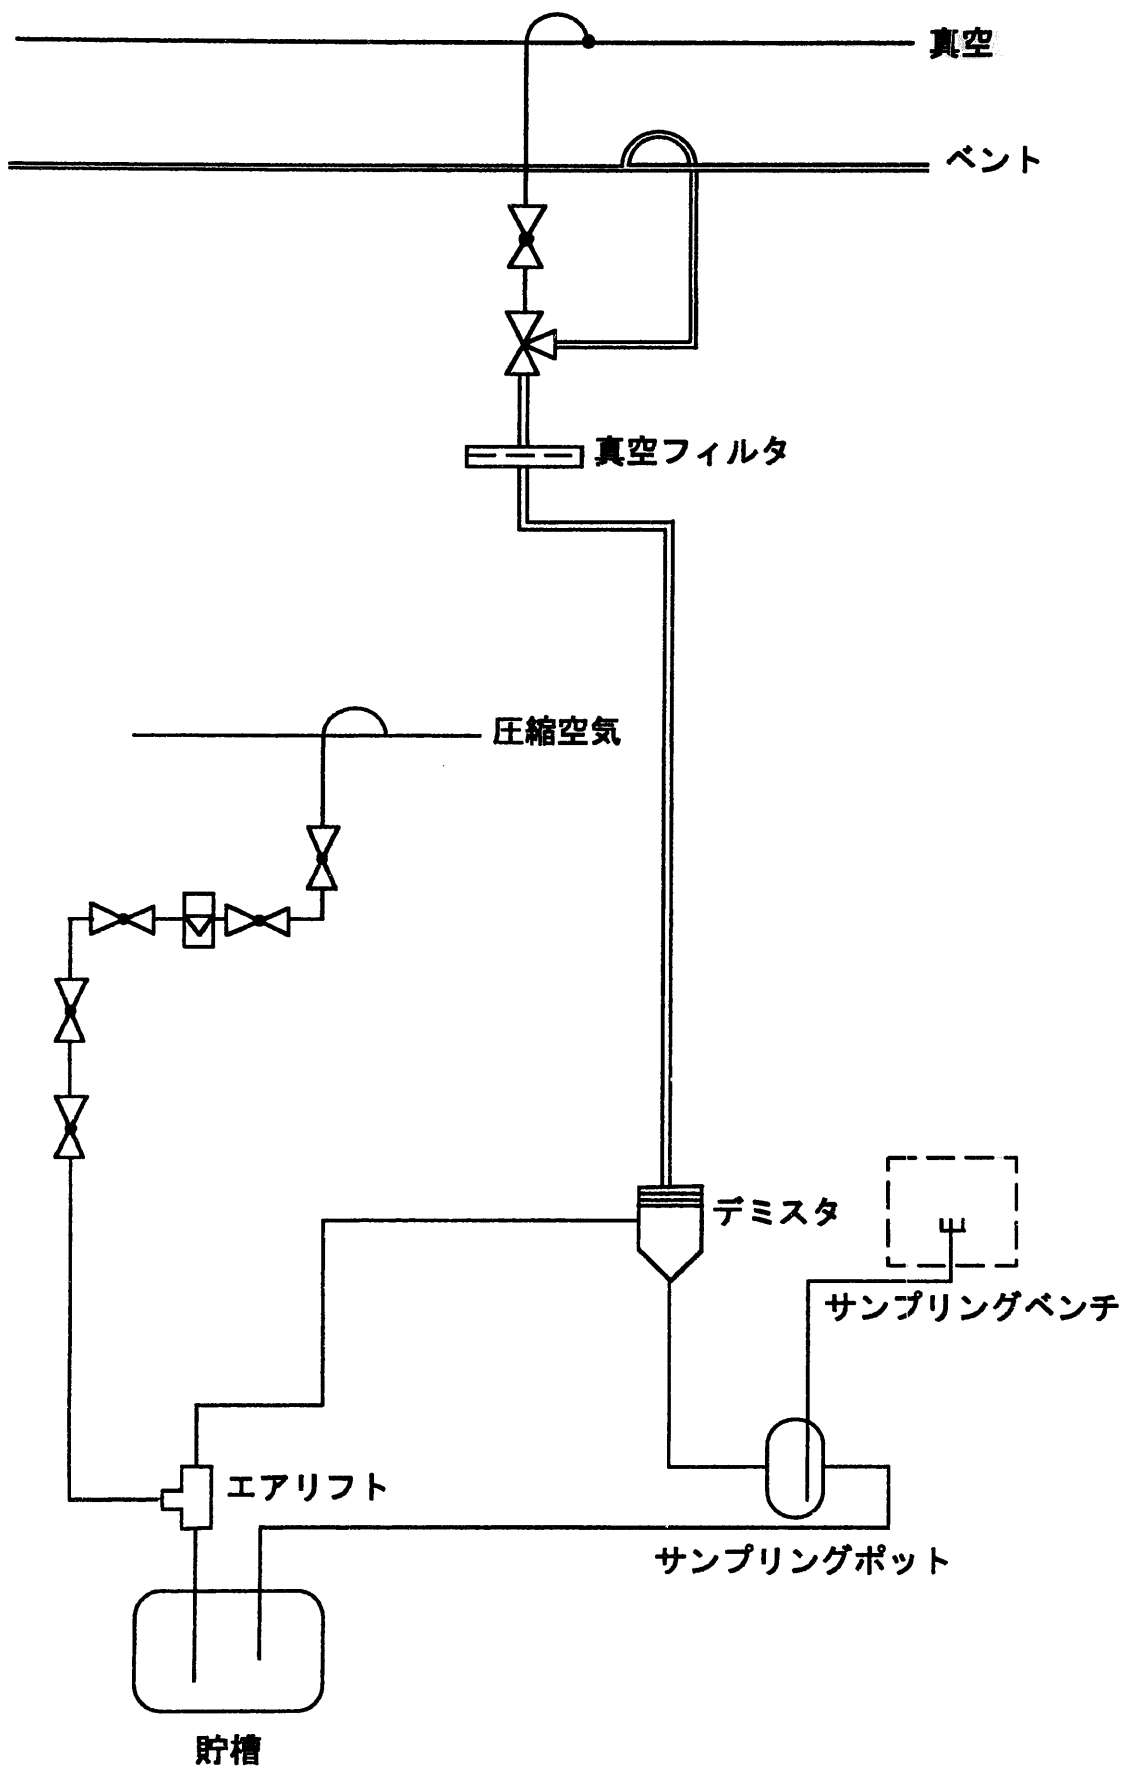 真空
ベント
真空フィルタ
圧縮空気
デミスタ
サンプリングベンチ
エアリフト
サンプリングポット
貯槽